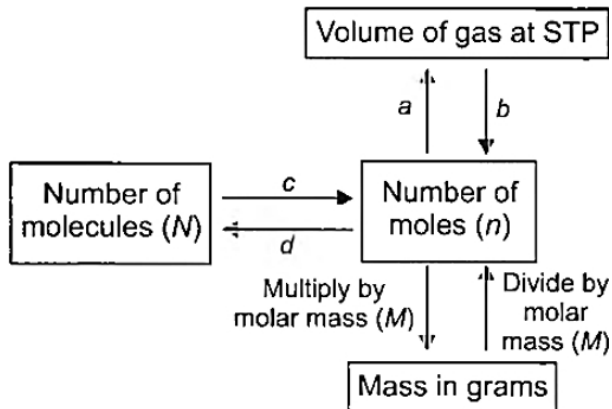 Volume of gas at STP
a
b
Number of
molecules (N)
c
d
Number of
moles (n)
Multiply by
molar mass (M)
Divide by
molar
mass (M)
Mass in grams